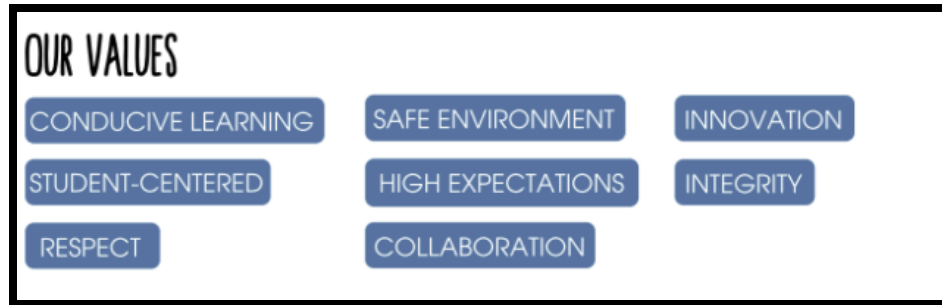 OUR VALUES
CONDUCIVE LEARNING
SAFE ENVIRONMENT
INNOVATION
STUDENT-CENTERED
HIGH EXPECTATIONS
INTEGRITY
RESPECT
COLLABORATION